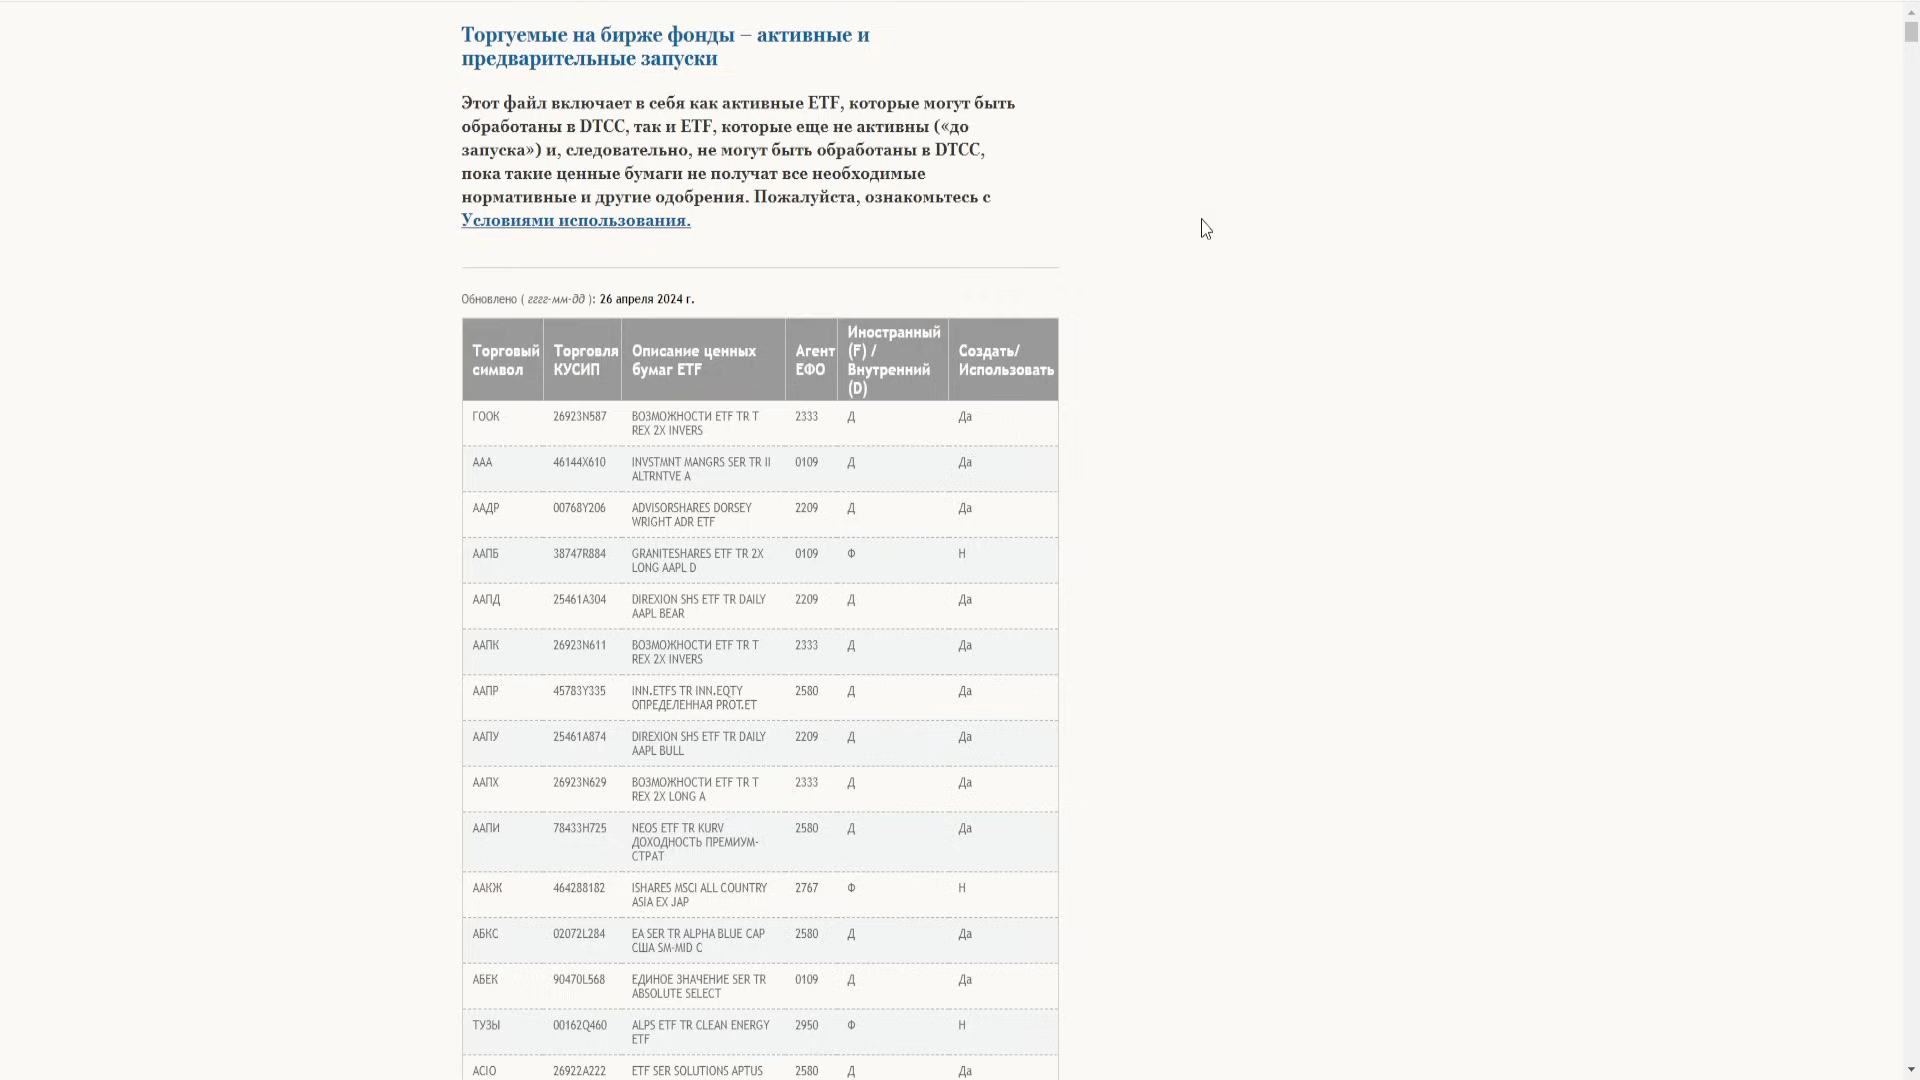 Торгуемые на бирже фонды – активные и
предварительные запуски
Этот файл включает в себя как активные ETF, которые могут быть
обработаны в DTCC, так и ETF, которые еще не активны («до
запуска») и, следовательно, не могут быть обработаны в DTCC,
пока такие ценные бумаги не получат все необходимые
нормативные и другие одобрения. Пожалуйста, ознакомьтесь с
Условиями использования.
Обновлено ( гггг-мм-дд ): 26 апреля 2024 г.
Торговый символ Торговля КУСИП Описание ценных бумаг ETF Агент ЕФО Иностранный (F) / Внутренний (D) Создать/ Использовать
ГООК 26923N587 ВОЗМОЖНОСТИ ETF TR T 2333 Д Да
REX 2X INVERS
ААА 46144X610 INVSTMNT MANGRS SER TR II 0109 Д Да
ALTRNTVE A
ААДР 00768Y206 ADVISORSHARES DORSEY 2209 Д Да
WRIGHT ADR ETF
ААПБ 38747R884 GRANITESHARES ETF TR 2X 0109 Ф Н
LONG AAPL D
ААПД 25461A304 DIREXION SHS ETF TR DAILY 2209 Д Да
AAPL BEAR
ААПК 26923N611 ВОЗМОЖНОСТИ ETF TR T 2333 Д Да
REX 2X INVERS
ААПР 45783Y335 INN.ETFS TR INN.EQTY 2580 Д Да
ОПРЕДЕЛЕННАЯ PROT.ET
ААПУ 25461A874 DIREXION SHS ETF TR DAILY 2209 Д Да
AAPL BULL
ААПХ 26923N629 ВОЗМОЖНОСТИ ETF TR T 2333 Д Да
REX 2X LONG A
ААПИ 78433H725 NEOS ETF TR KURV 2580 Д Да
ДОХОДНОСТЬ ПРЕМИУМ-
СТРАТ
ААКЖ 464288182 ISHARES MSCI ALL COUNTRY 2767 Ф Н
ASIA EX JAP
АБКС 02072L284 EA SER TR ALPHA BLUE CAP 2580 Д Да
США SM-MID C
АБЕК 90470L568 ЕДИНОЕ ЗНАЧЕНИЕ SER TR 0109 Д Да
ABSOLUTE SELECT
ТУЗЫ 00162Q460 ALPS ETF TR CLEAN ENERGY 2950 Ф Н
ETF
ACIO 26922A222 ETF SER SOLUTIONS APTUS 2580 Д Да